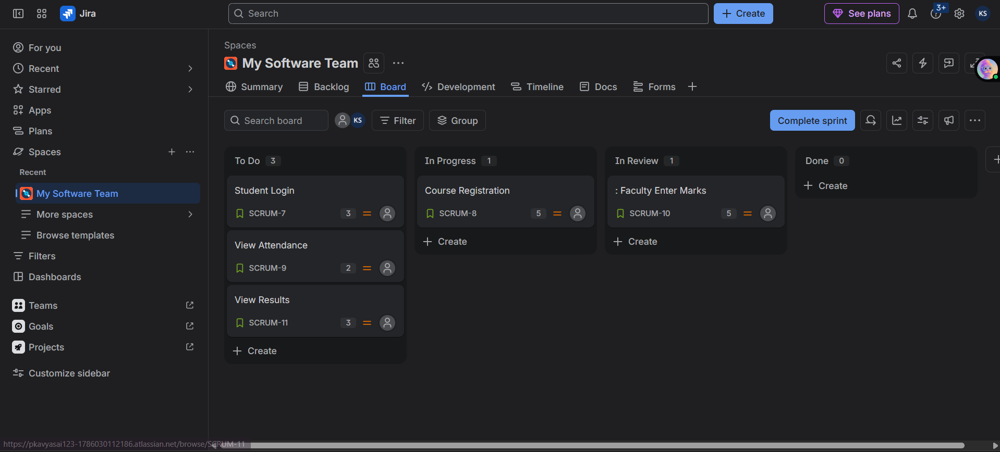 Jira
Search
Create
See plans
3+
KS
For you
Recent
Starred
Apps
Plans
Spaces
Recent
My Software Team
More spaces
Browse templates
Filters
Dashboards
Teams
Goals
Projects
Customize sidebar
Spaces
My Software Team
Summary
Backlog
Board
Development
Timeline
Docs
Forms
Search board
KS
Filter
Group
Complete sprint
To Do 3
Student Login
SCRUM-7 3
View Attendance
SCRUM-9 2
View Results
SCRUM-11 3
Create
In Progress 1
Course Registration
SCRUM-8 5
Create
In Review 1
: Faculty Enter Marks
SCRUM-10 5
Create
Done 0
Create
https://pkavyasai123-1786030112186.atlassian.net/browse/SCRUM-11